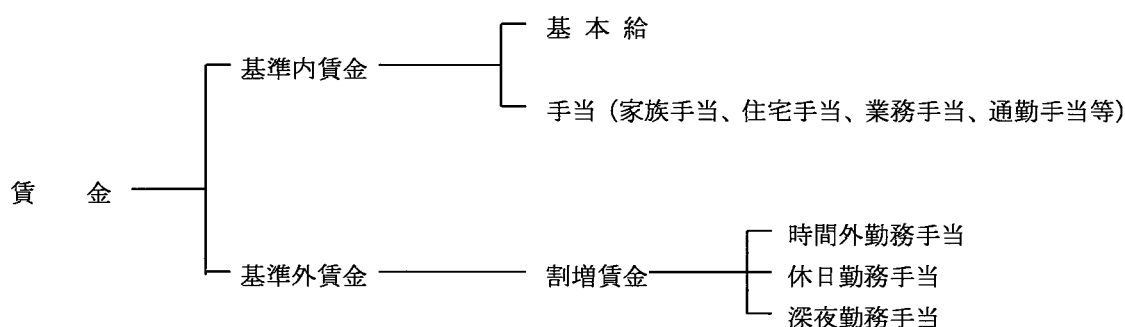 基 本 給
基準内賃金
手当（家族手当、住宅手当、業務手当、通勤手当等）
賃　　金
時間外勤務手当
基準外賃金
割増賃金
休日勤務手当
深夜勤務手当